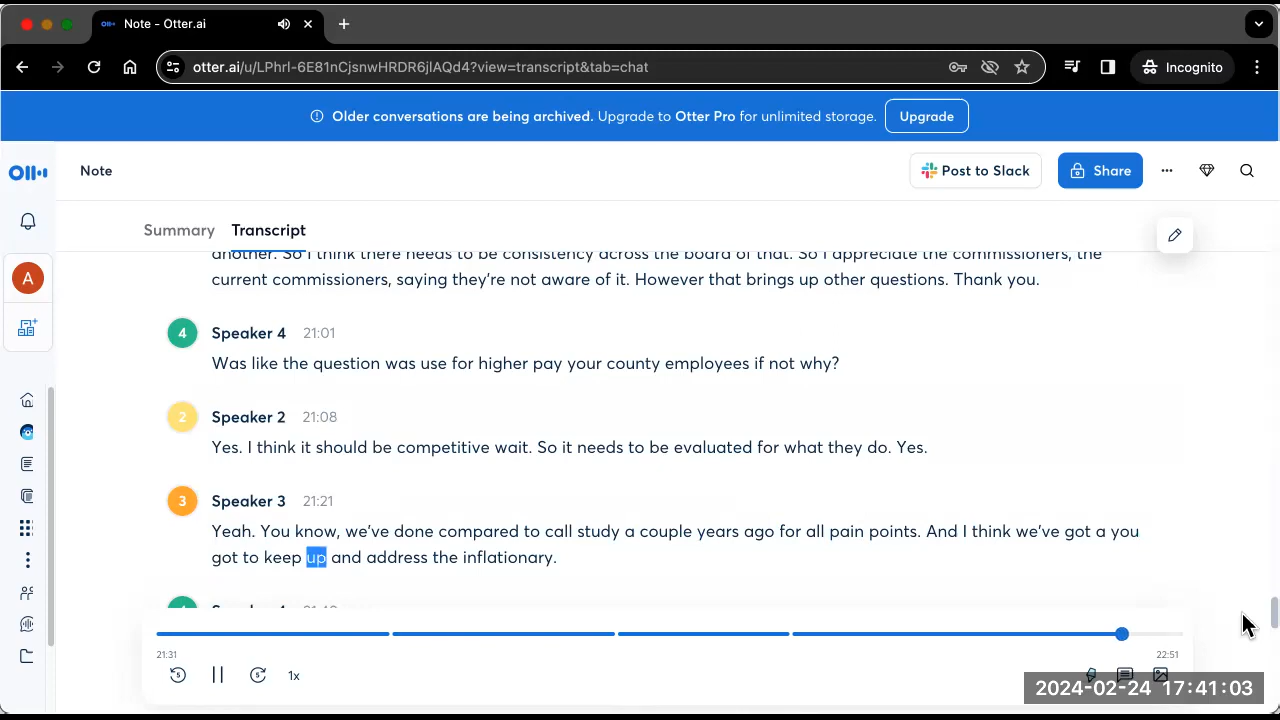 Note - Otter.ai
otter.ai/u/LPhrI-6E81nCjsnwHRDR6jlAQd4?view=transcript&tab=chat
Incognito
Older conversations are being archived. Upgrade to Otter Pro for unlimited storage.
Upgrade
Note
Post to Slack
Share
Summary
Transcript
A
another. So I think there needs to be consistency across the board of that. So I appreciate the commissioners, the
current commissioners, saying they're not aware of it. However that brings up other questions. Thank you.
4
Speaker 4 21:01
Was like the question was use for higher pay your county employees if not why?
2
Speaker 2 21:08
Yes. I think it should be competitive wait. So it needs to be evaluated for what they do. Yes.
3
Speaker 3 21:21
Yeah. You know, we've done compared to call study a couple years ago for all pain points. And I think we've got a you
got to keep up and address the inflationary.
21:31
22:51
5
5
1x
2024-02-24 17:41:03